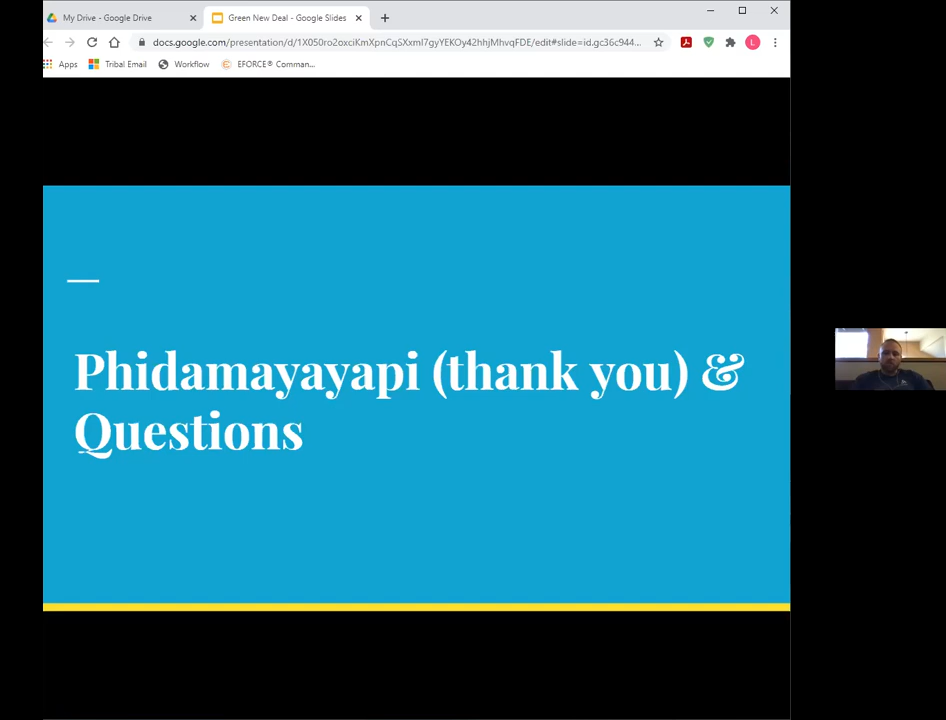 My Drive - Google Drive
Green New Deal - Google Slides
docs.google.com/presentation/d/1X050ro2oxciKmXpnCqSXxml7gyYEKOy42hhjMhvqFDE/edit#slide=id.gc36c944...
L
Apps
Tribal Email
Workflow
EFORCE® Comman...
Phidamayayapi (thank you) &
Questions